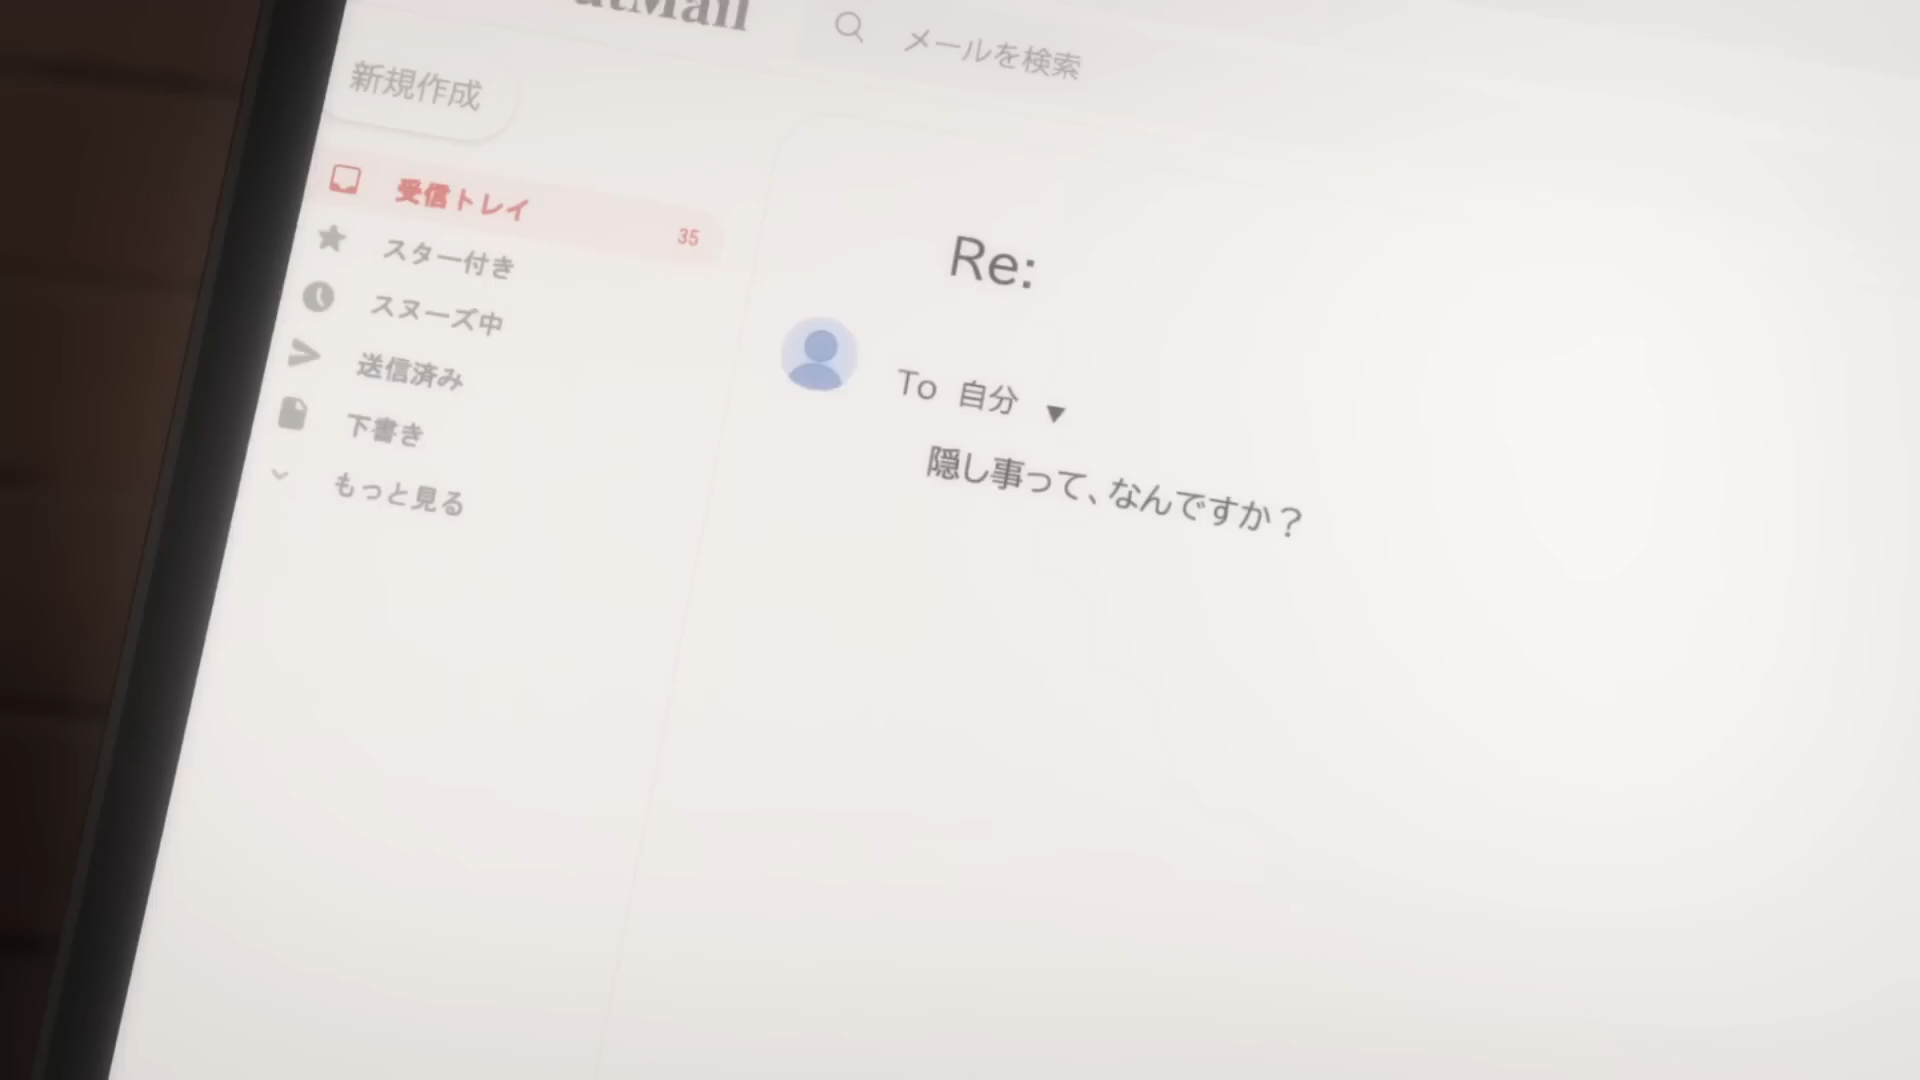 メールを検索
新規作成
受信トレイ 35
スター付き
スヌーズ中
送信済み
下書き
もっと見る
Re:
To 自分 ▼
隠し事って、なんですか？